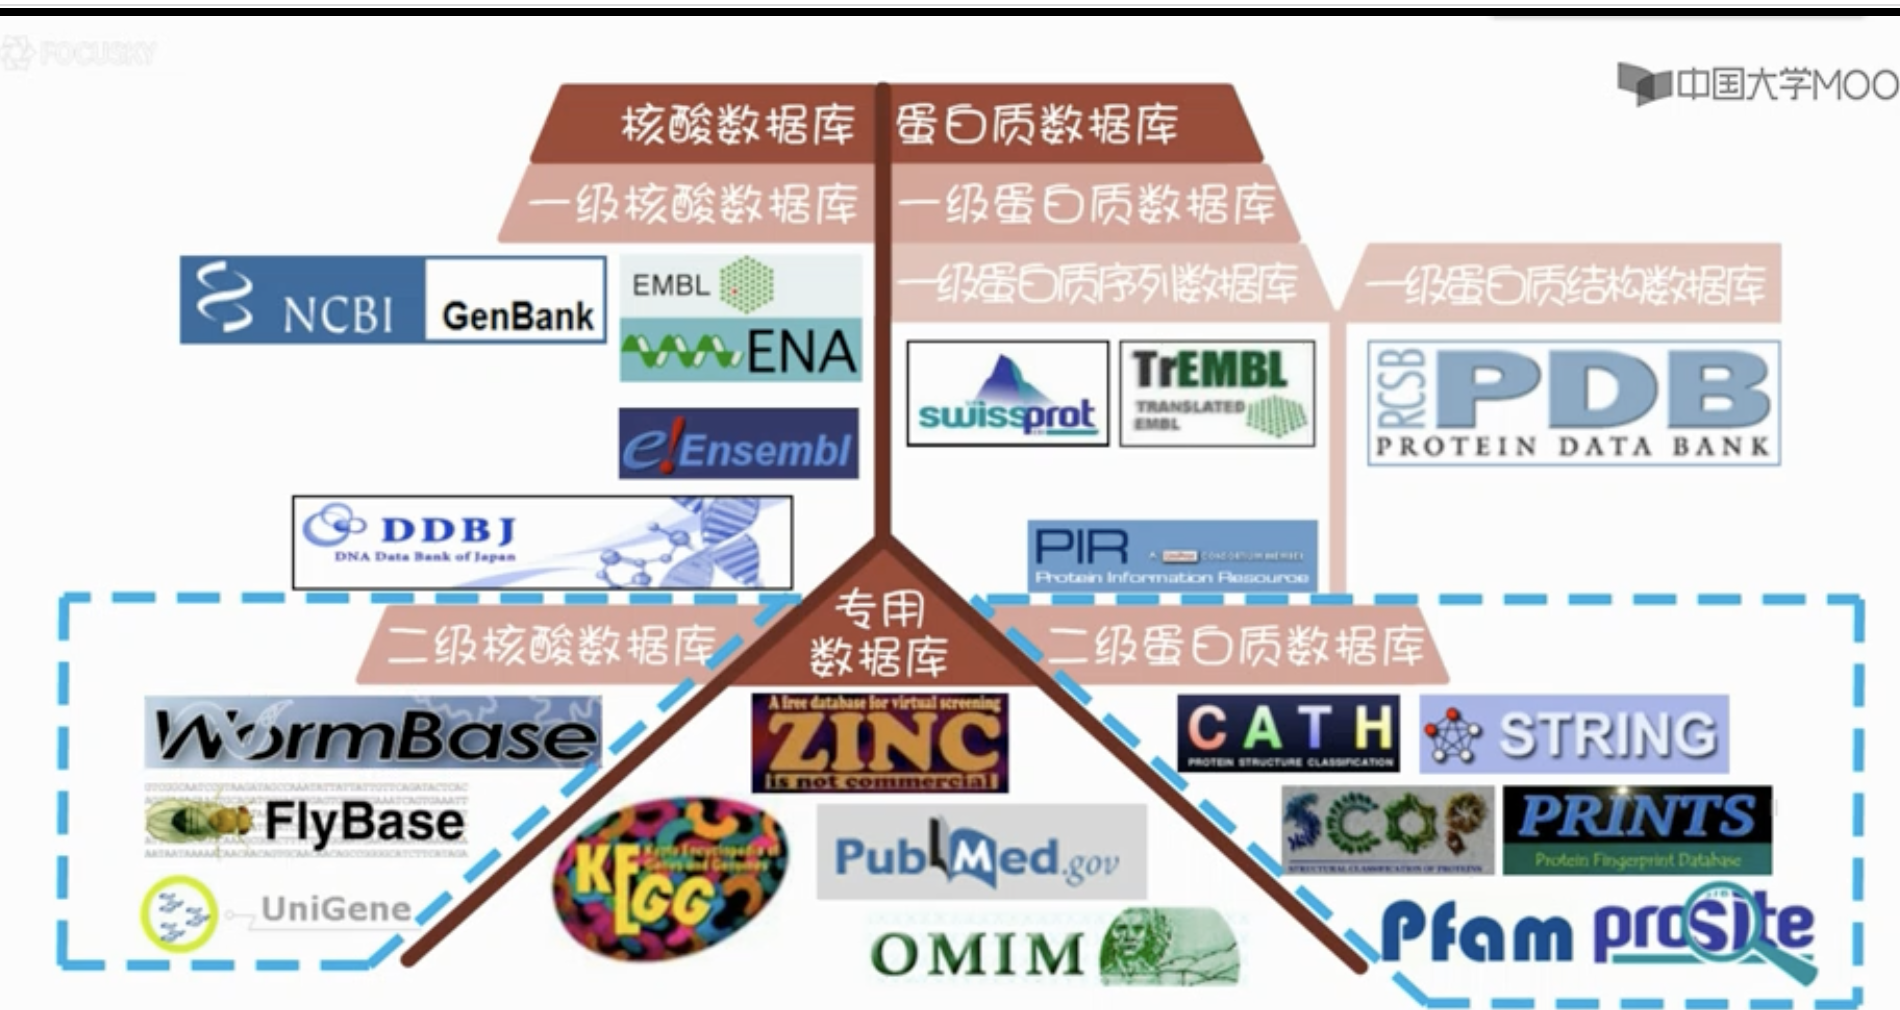 FOCUSKY
中国大学MOO
核酸数据库
蛋白质数据库
一级核酸数据库
一级蛋白质数据库
一级蛋白质序列数据库
一级蛋白质结构数据库
NCBI
GenBank
EMBL
ENA
e!Ensembl
DDBJ
DNA Data Bank of Japan
swissprot
TrEMBL
TRANSLATED
EMBL
RCSB
PDB
PROTEIN DATA BANK
PIR
Protein Information Resource
专用
数据库
二级核酸数据库
二级蛋白质数据库
WormBase
FlyBase
UniGene
A free database for virtual screening
ZINC
is not commercial
KEGG
Kyoto Encyclopedia of
Genes and Genomes
PubMed.gov
OMIM
CATH
PROTEIN STRUCTURE CLASSIFICATION
STRING
SCOP
STRUCTURAL CLASSIFICATION OF PROTEINS
PRINTS
Protein Fingerprint Database
Pfam
prosite